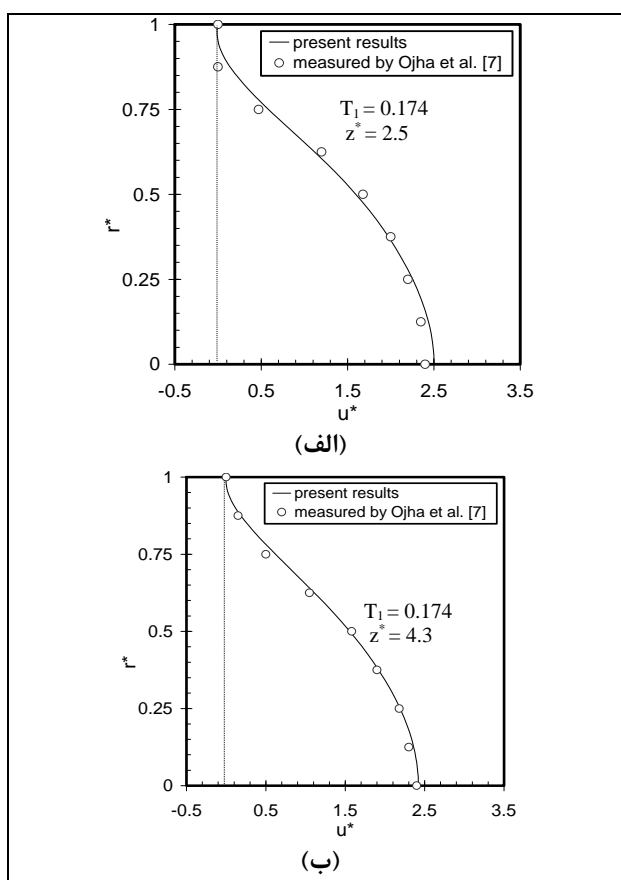 1
present results
measured by Ojha et al. [7]
0.75
T1 = 0.174
z* = 2.5
r*
0.5
0.25
0
-0.5 0.5 1.5 2.5 3.5
u*
(الف)
1
present results
measured by Ojha et al. [7]
0.75
T1 = 0.174
z* = 4.3
r*
0.5
0.25
0
-0.5 0.5 1.5 2.5 3.5
u*
(ب)